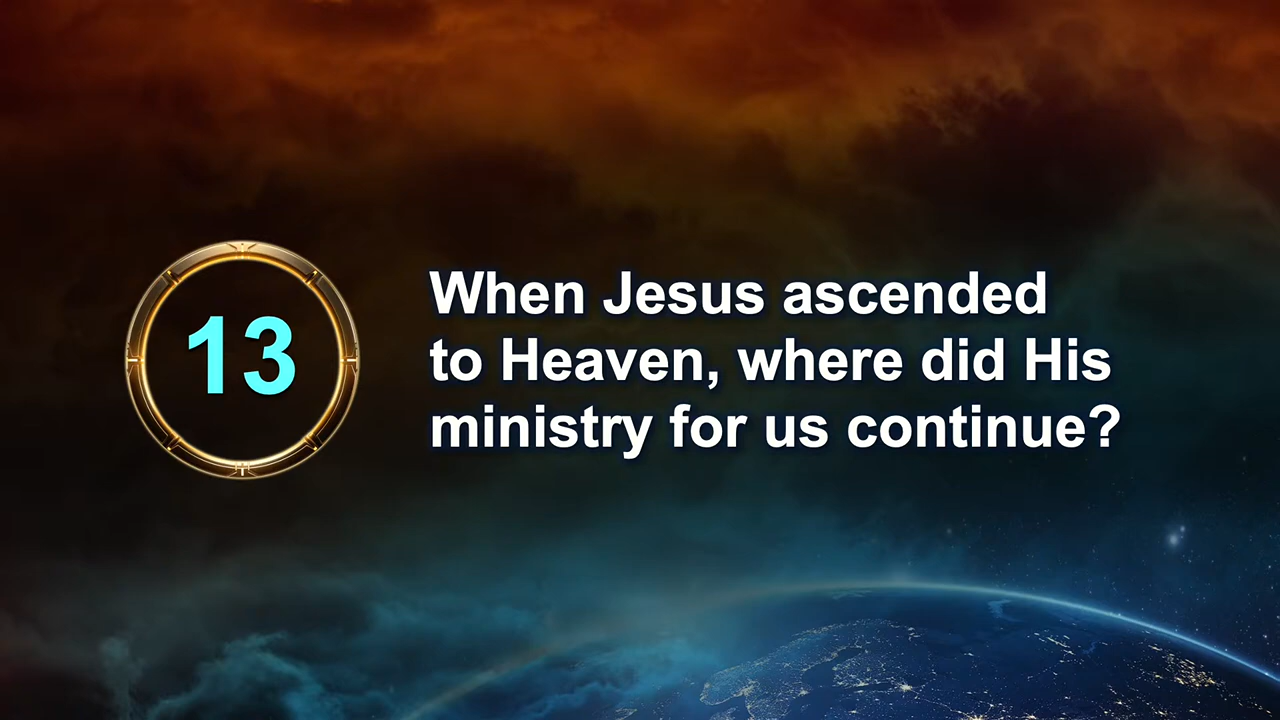 13
When Jesus ascended
to Heaven, where did His
ministry for us continue?